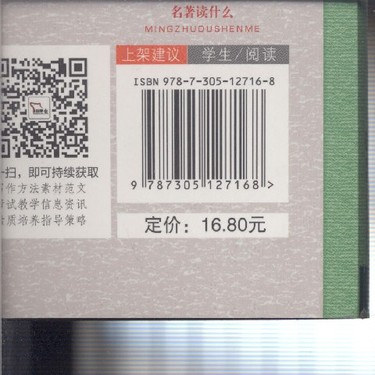 名著读什么
MINGZHUDUSHENME
上架建议 学生/阅读
ISBN 978-7-305-12716-8
9 787305 127168 >
定价：16.80元
一扫，即可持续获取
作方法素材范文
试教学信息资讯
质培养指导策略